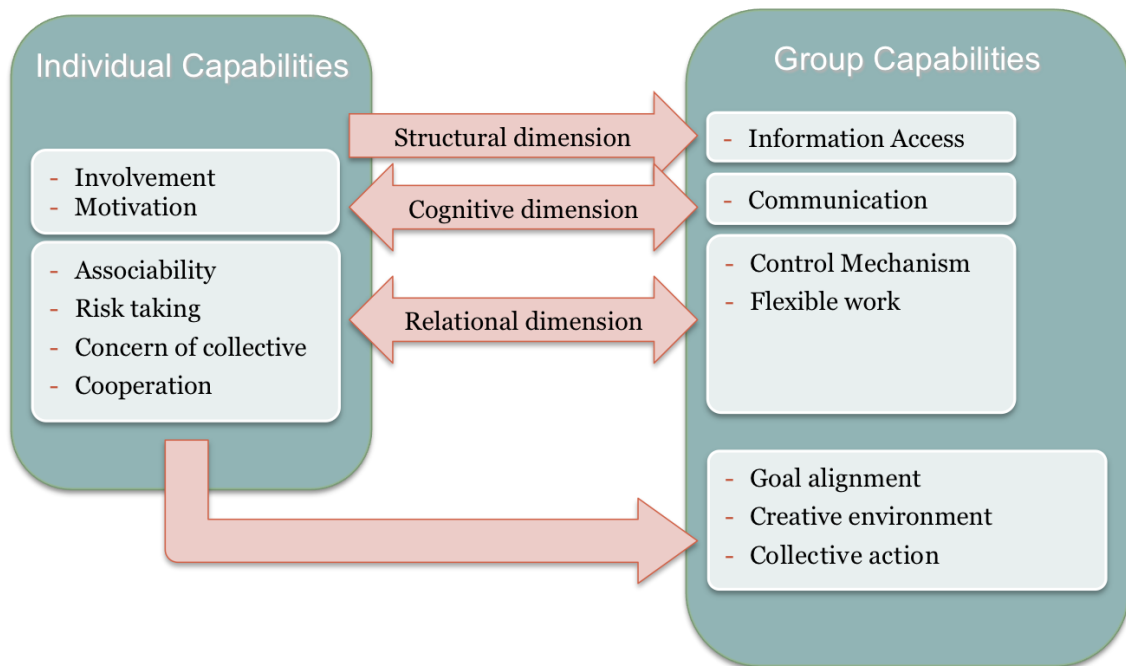 Individual Capabilities
- Involvement
- Motivation
- Associability
- Risk taking
- Concern of collective
- Cooperation
Structural dimension
Cognitive dimension
Relational dimension
Group Capabilities
- Information Access
- Communication
- Control Mechanism
- Flexible work
- Goal alignment
- Creative environment
- Collective action